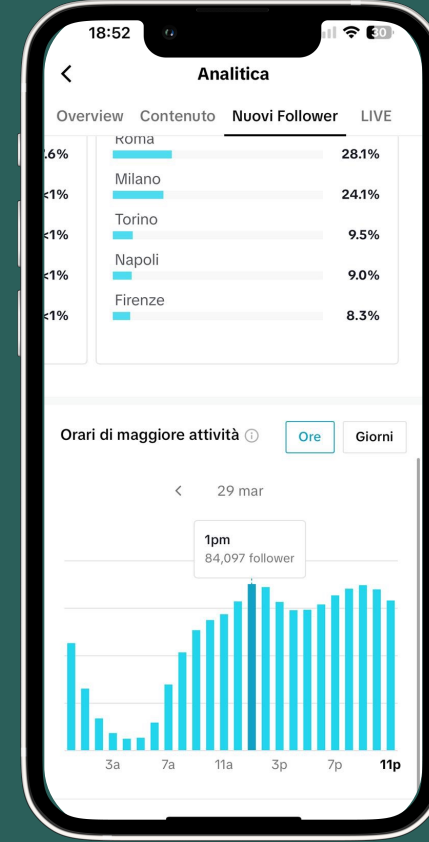 18:52
30
Analitica
Overview Contenuto Nuovi Follower LIVE
.6% Roma 28.1%
<1% Milano 24.1%
<1% Torino 9.5%
<1% Napoli 9.0%
<1% Firenze 8.3%
Orari di maggiore attività Ore Giorni
29 mar
1pm
84,097 follower
3a 7a 11a 3p 7p 11p